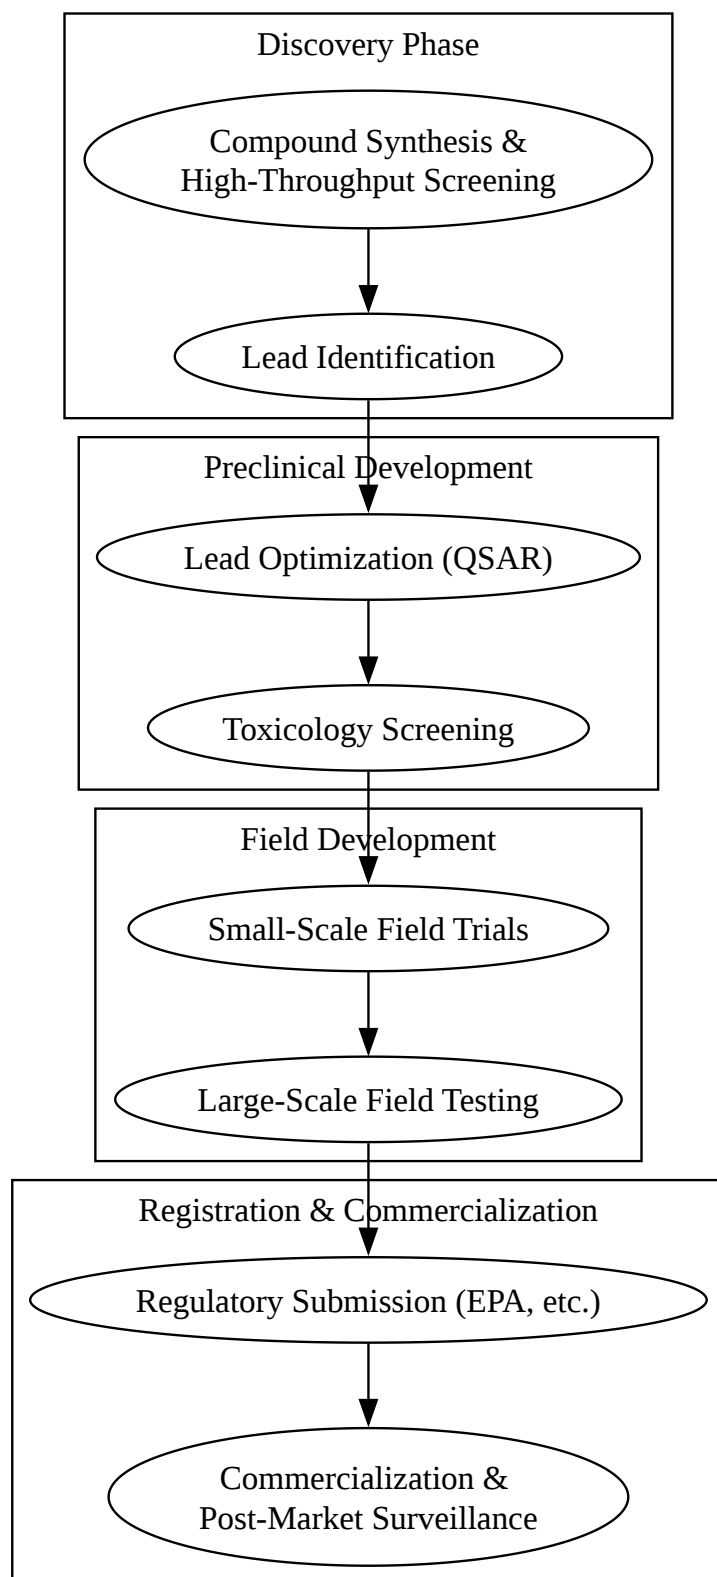 Discovery Phase
Compound Synthesis &
High-Throughput Screening
Lead Identification
Preclinical Development
Lead Optimization (QSAR)
Toxicology Screening
Field Development
Small-Scale Field Trials
Large-Scale Field Testing
Registration & Commercialization
Regulatory Submission (EPA, etc.)
Commercialization &
Post-Market Surveillance